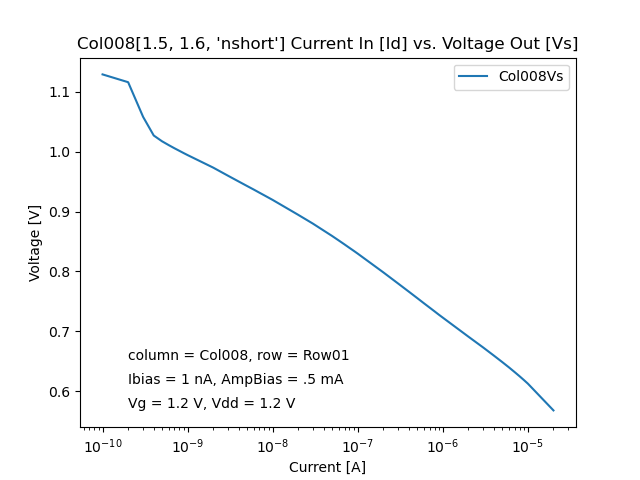 Col008[1.5, 1.6, 'nshort'] Current In [Id] vs. Voltage Out [Vs]
Col008Vs
Voltage [V]
1.1
1.0
0.9
0.8
0.7
0.6
column = Col008, row = Row01
Ibias = 1 nA, AmpBias = .5 mA
Vg = 1.2 V, Vdd = 1.2 V
10⁻¹⁰ 10⁻⁹ 10⁻⁸ 10⁻⁷ 10⁻⁶ 10⁻⁵
Current [A]